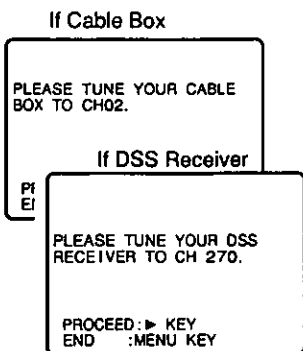 If Cable Box
PLEASE TUNE YOUR CABLE
BOX TO CH02.
If DSS Receiver
PLEASE TUNE YOUR DSS
RECEIVER TO CH 270.
PROCEED:► KEY
END :MENU KEY